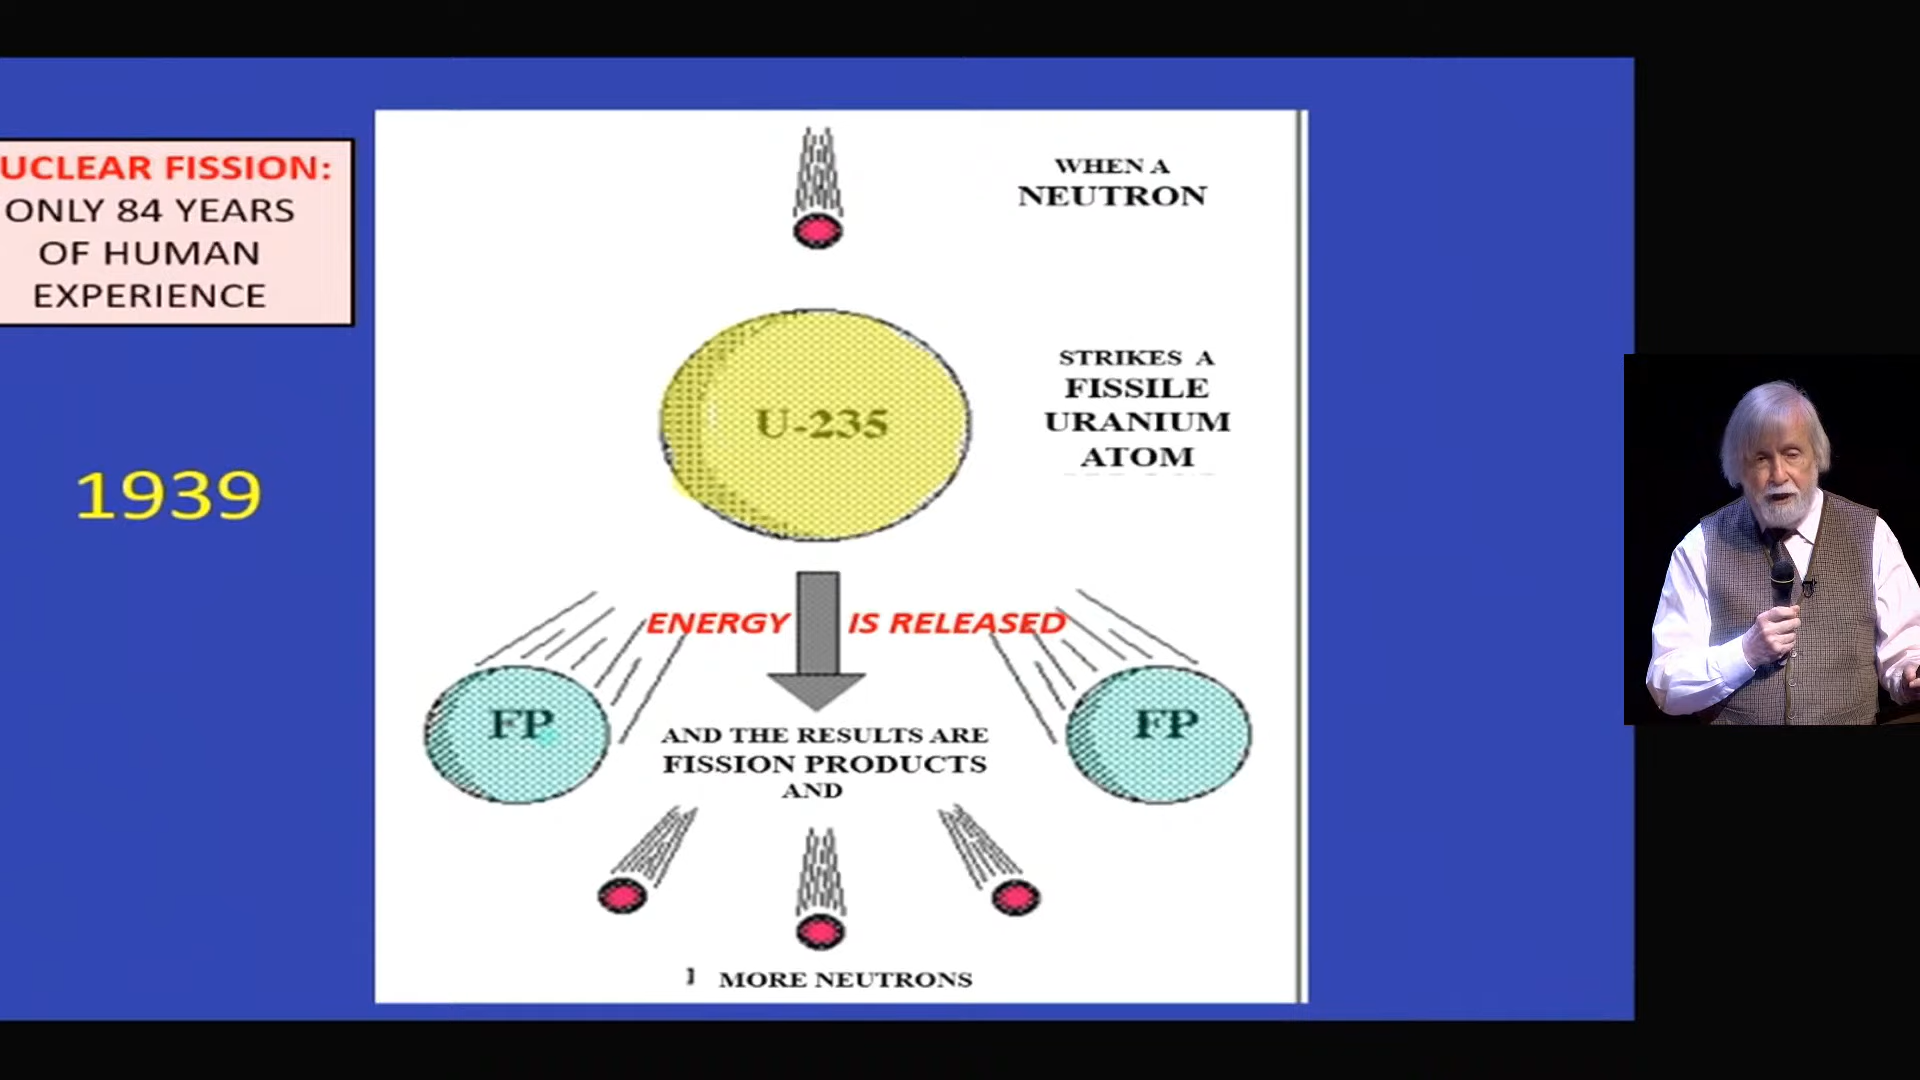 UCLEAR FISSION:
ONLY 84 YEARS
OF HUMAN
EXPERIENCE
1939
WHEN A
NEUTRON
STRIKES A
FISSILE
URANIUM
ATOM
U-235
ENERGY IS RELEASED
FP
FP
AND THE RESULTS ARE
FISSION PRODUCTS
AND
MORE NEUTRONS